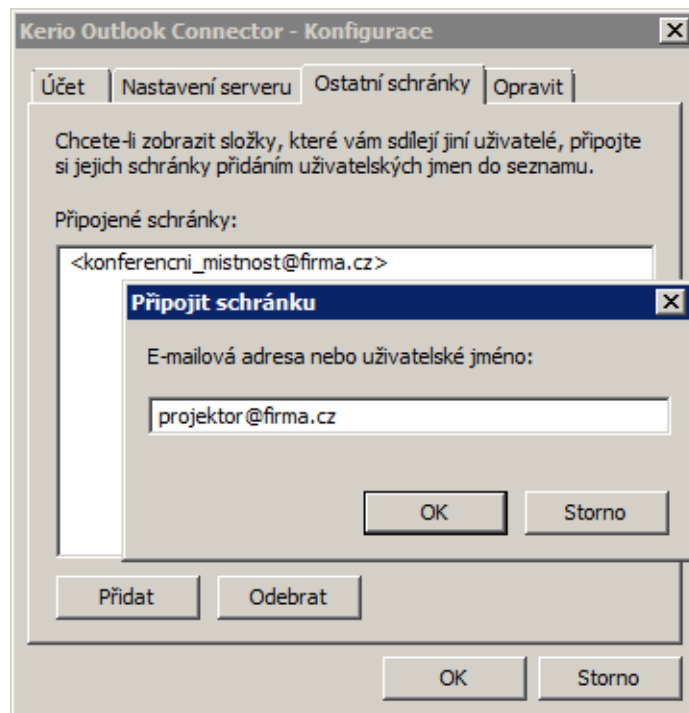 Kerio Outlook Connector - Konfigurace
Účet
Nastavení serveru
Ostatní schránky
Opravit
Chcete-li zobrazit složky, které vám sdílejí jiní uživatelé, připojte
si jejich schránky přidáním uživatelských jmen do seznamu.
Připojené schránky:
<konferencni_mistnost@firma.cz>
Připojit schránku
E-mailová adresa nebo uživatelské jméno:
projektor@firma.cz
OK
Storno
Přidat
Odebrat
OK
Storno